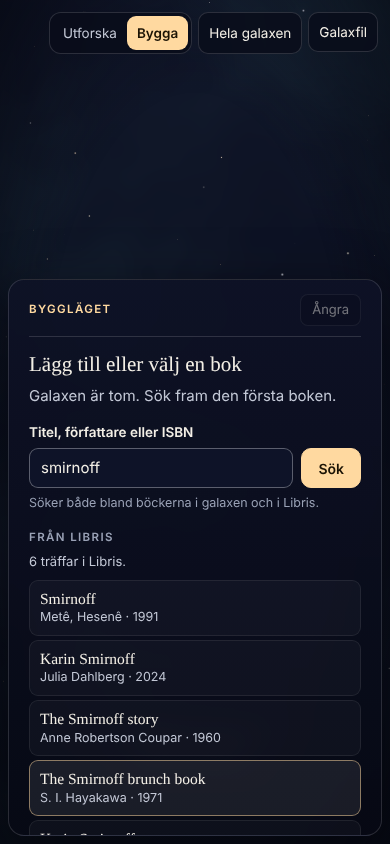 Utforska Bygga Hela galaxen Galaxfil
BYGGLÄGET Ångra
Lägg till eller välj en bok
Galaxen är tom. Sök fram den första boken.
Titel, författare eller ISBN
smirnoff Sök
Söker både bland böckerna i galaxen och i Libris.
FRÅN LIBRIS
6 träffar i Libris.
Smirnoff
Metê, Hesenê · 1991
Karin Smirnoff
Julia Dahlberg · 2024
The Smirnoff story
Anne Robertson Coupar · 1960
The Smirnoff brunch book
S. I. Hayakawa · 1971